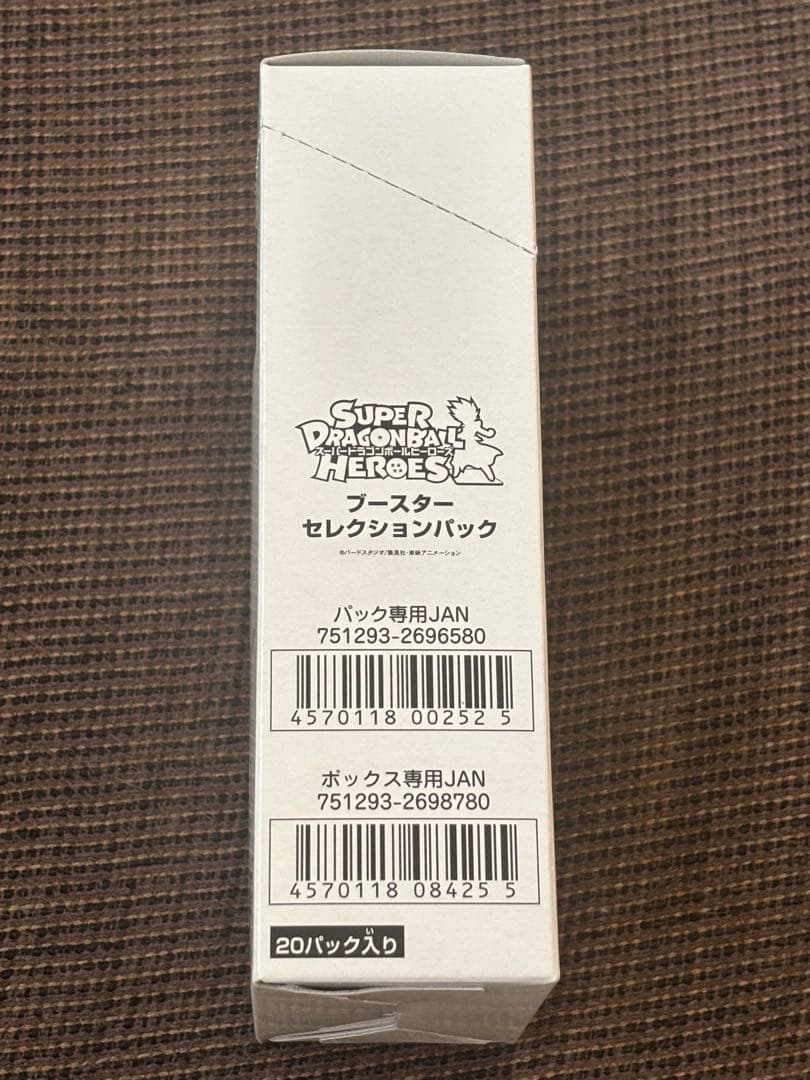 SUPER
DRAGONBALL
スーパードラゴンボールヒーローズ
HEROES
ブースター
セレクションパック
©バードスタジオ/集英社・東映アニメーション
パック専用JAN
751293-2696580
4570118 00252 5
ボックス専用JAN
751293-2698780
4570118 08425 5
い
20パック入り